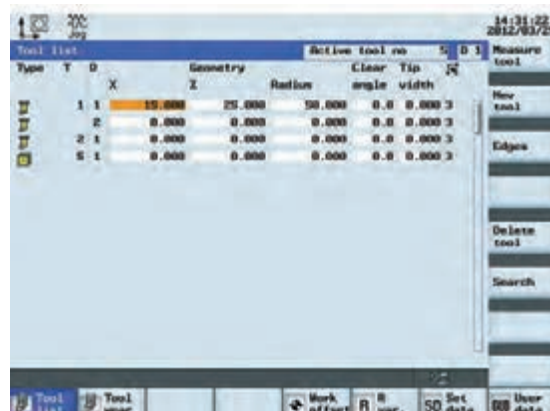 14:31:22
2012/03/2
Jog
Tool list Active tool no 5 D 1
Type T D Geometry Clear Tip
X Z Radius angle width
1 1 15.000 25.000 50.000 0.0 0.000 3
2 0.000 0.000 0.000 0.0 0.000 3
2 1 0.000 0.000 0.000 0.0 0.000 3
5 1 0.000 0.000 0.000 0.0 0.000 3
Measure
tool
New
tool
Edges
Delete
tool
Search
Tool
list
Tool
wear
Work
offset
R R
var
SD Set
data
User
data